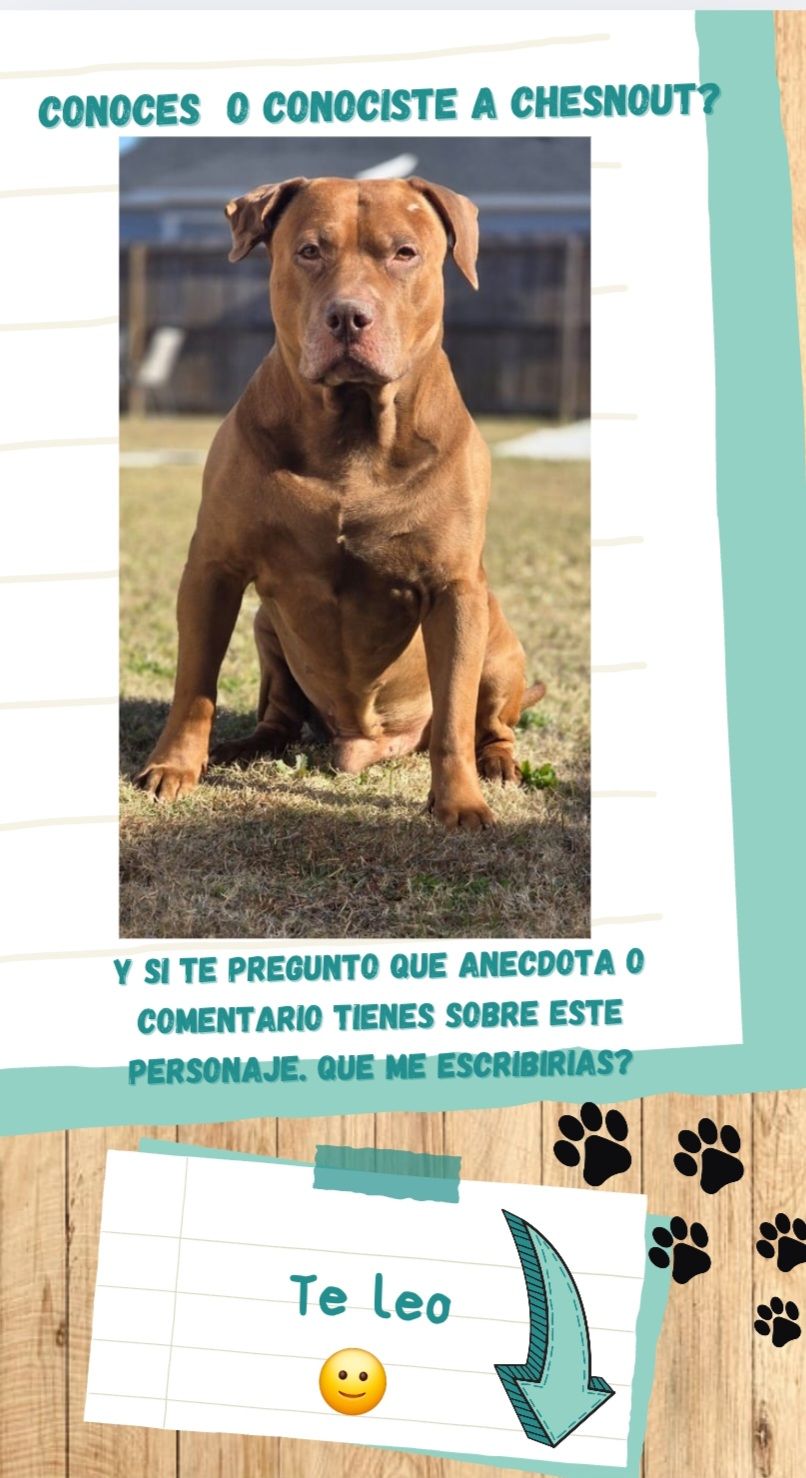 CONOCES O CONOCISTE A CHESNOUT?
Y SI TE PREGUNTO QUE ANECDOTA O
COMENTARIO TIENES SOBRE ESTE
PERSONAJE. QUE ME ESCRIBIRIAS?
Te leo